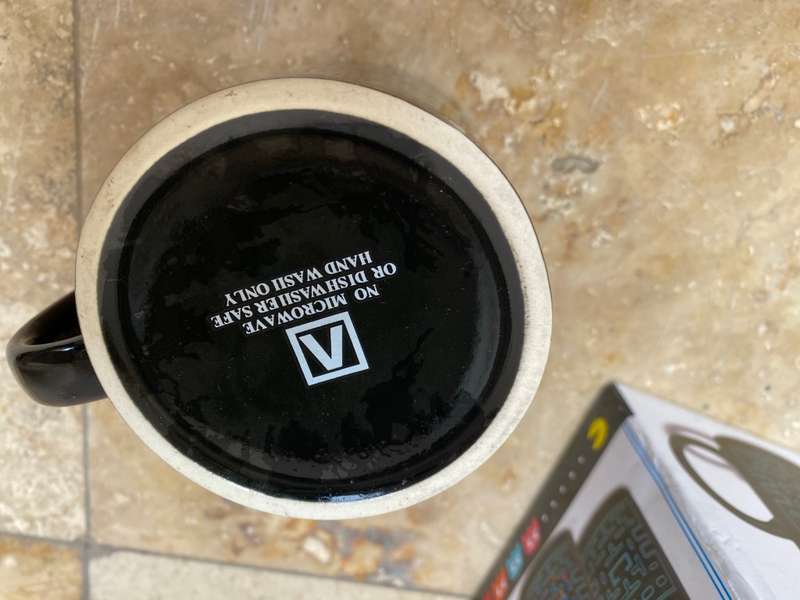 NO MICROWAVE
OR DISHWASHER SAFE
HAND WASH ONLY